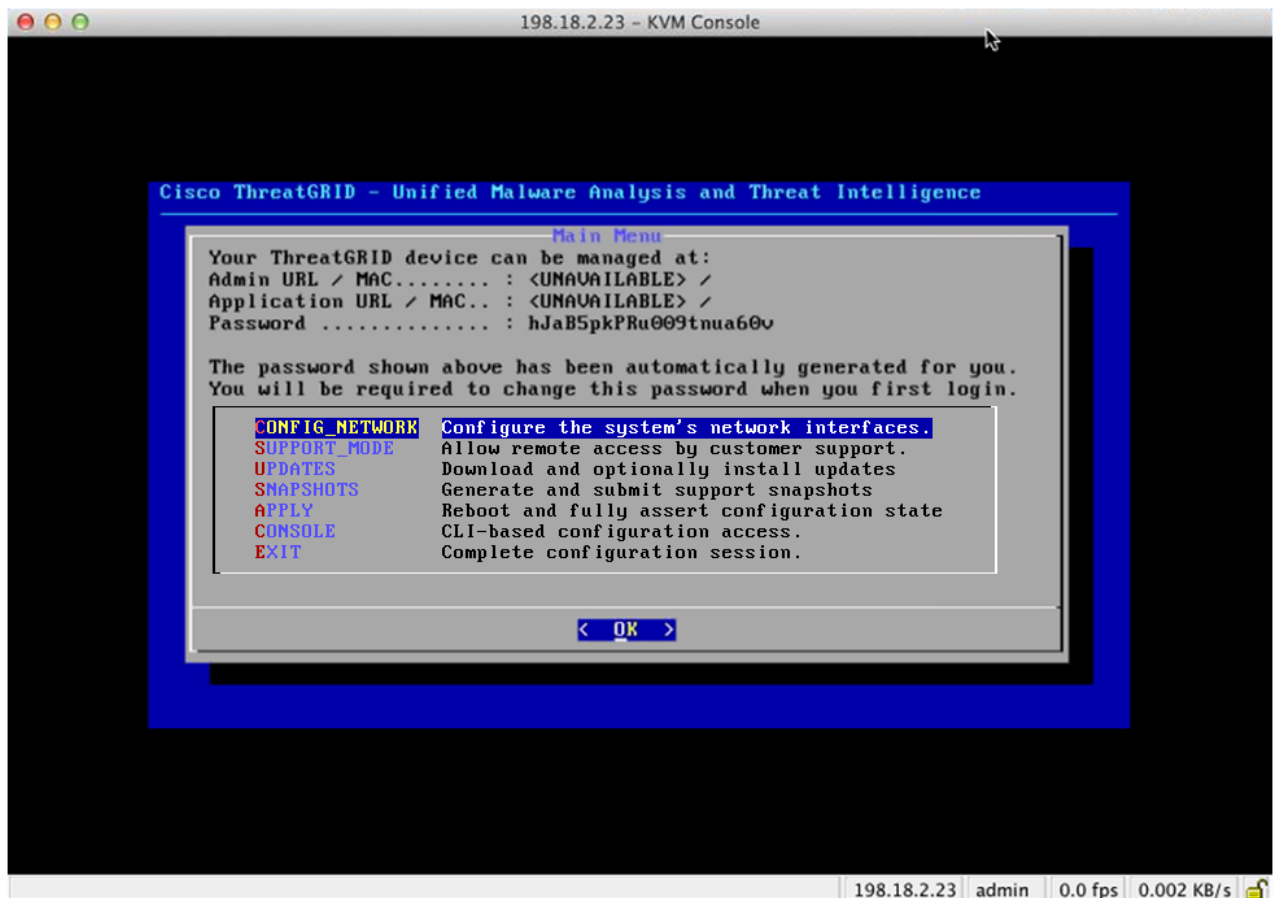 198.18.2.23 – KVM Console
Cisco ThreatGRID - Unified Malware Analysis and Threat Intelligence
Main Menu
Your ThreatGRID device can be managed at:
Admin URL / MAC........ : <UNAVAILABLE> /
Application URL / MAC.. : <UNAVAILABLE> /
Password .............. : hJaB5pkPRu009tnua60v
The password shown above has been automatically generated for you.
You will be required to change this password when you first login.
CONFIG_NETWORK Configure the system's network interfaces.
SUPPORT_MODE Allow remote access by customer support.
UPDATES Download and optionally install updates
SNAPSHOTS Generate and submit support snapshots
APPLY Reboot and fully assert configuration state
CONSOLE CLI-based configuration access.
EXIT Complete configuration session.
< OK >
198.18.2.23 admin 0.0 fps 0.002 KB/s